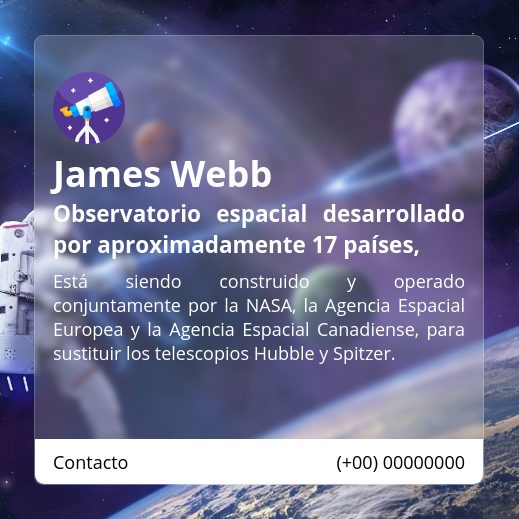 James Webb
Observatorio espacial desarrollado
por aproximadamente 17 países,
Está siendo construido y operado
conjuntamente por la NASA, la Agencia Espacial
Europea y la Agencia Espacial Canadiense, para
sustituir los telescopios Hubble y Spitzer.
Contacto (+00) 00000000